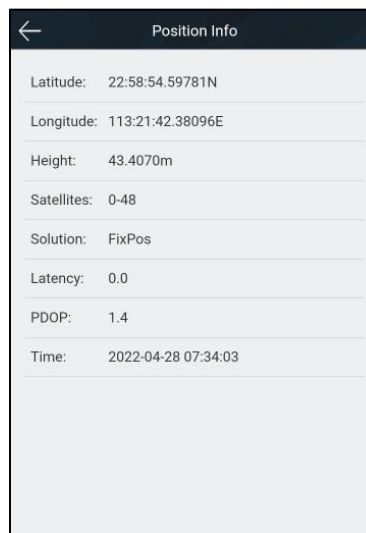 Position Info
Latitude: 22:58:54.59781N
Longitude: 113:21:42.38096E
Height: 43.4070m
Satellites: 0-48
Solution: FixPos
Latency: 0.0
PDOP: 1.4
Time: 2022-04-28 07:34:03